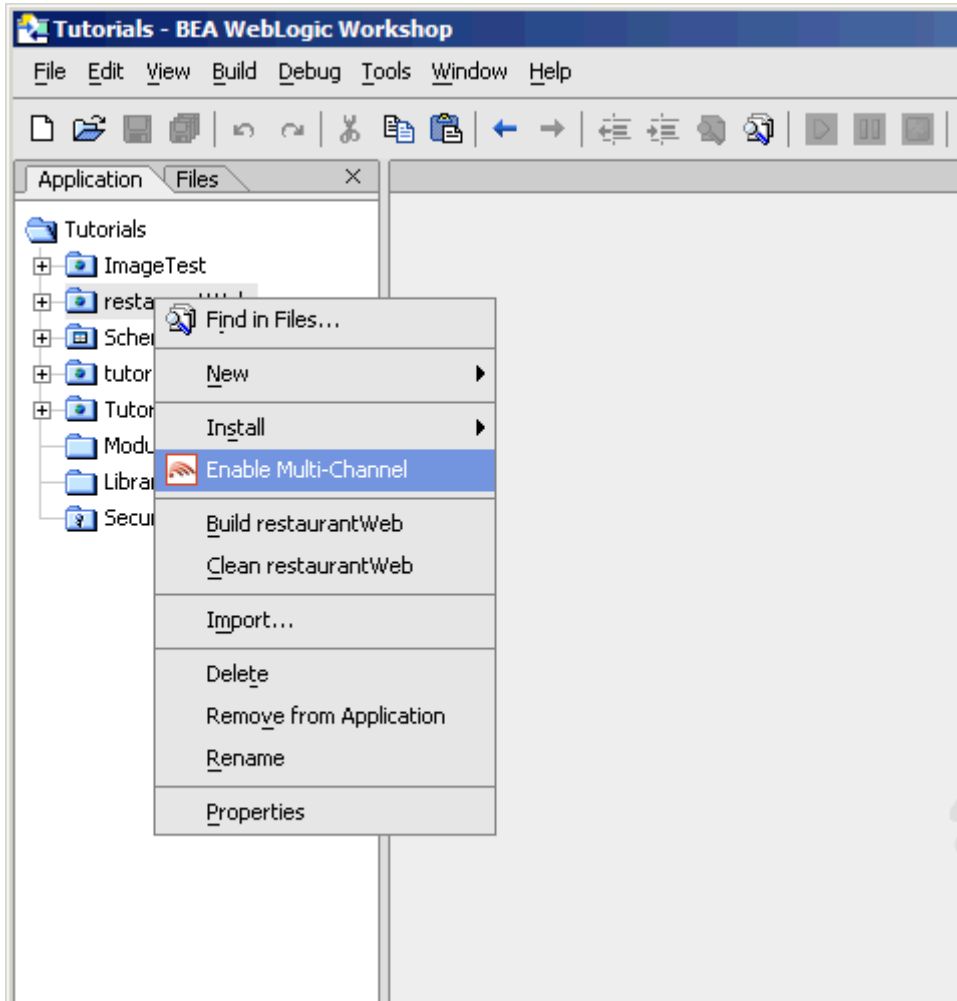 Tutorials - BEA WebLogic Workshop
File Edit View Build Debug Tools Window Help
Application Files
Tutorials
ImageTest
Find in Files...
New
Install
Enable Multi-Channel
Build restaurantWeb
Clean restaurantWeb
Import...
Delete
Remove from Application
Rename
Properties